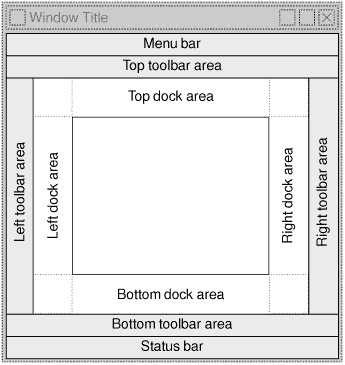 Window Title
Menu bar
Top toolbar area
Top dock area
Left toolbar area
Left dock area
Right dock area
Right toolbar area
Bottom dock area
Bottom toolbar area
Status bar